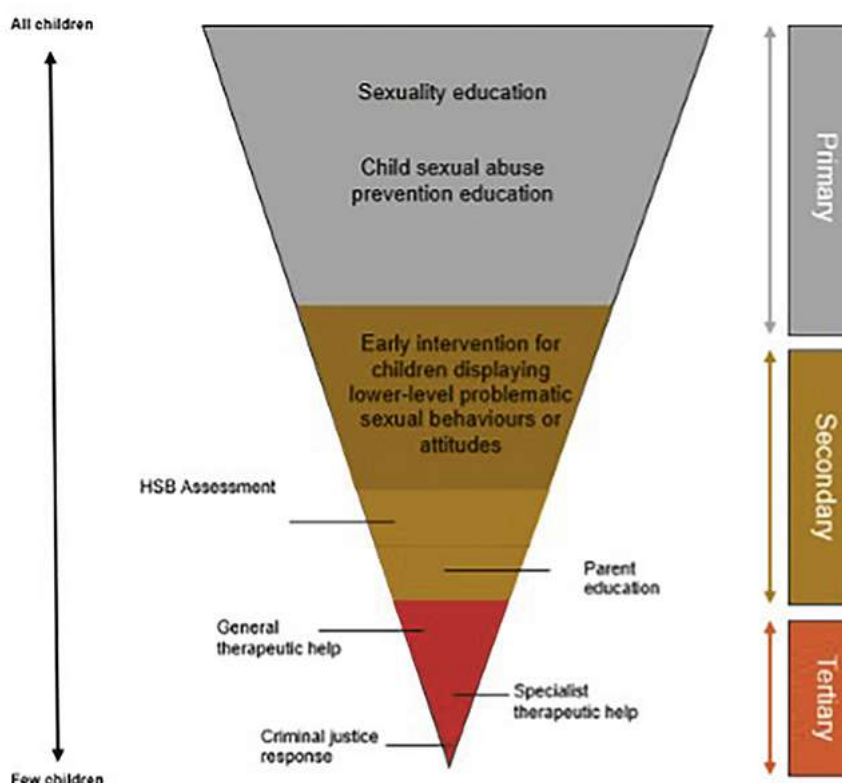 All children
Sexuality education
Child sexual abuse
prevention education
Primary
Early intervention for
children displaying
lower-level problematic
sexual behaviours or
attitudes
Secondary
HSB Assessment
Parent
education
General
therapeutic help
Specialist
therapeutic help
Tertiary
Criminal justice
response
Few children